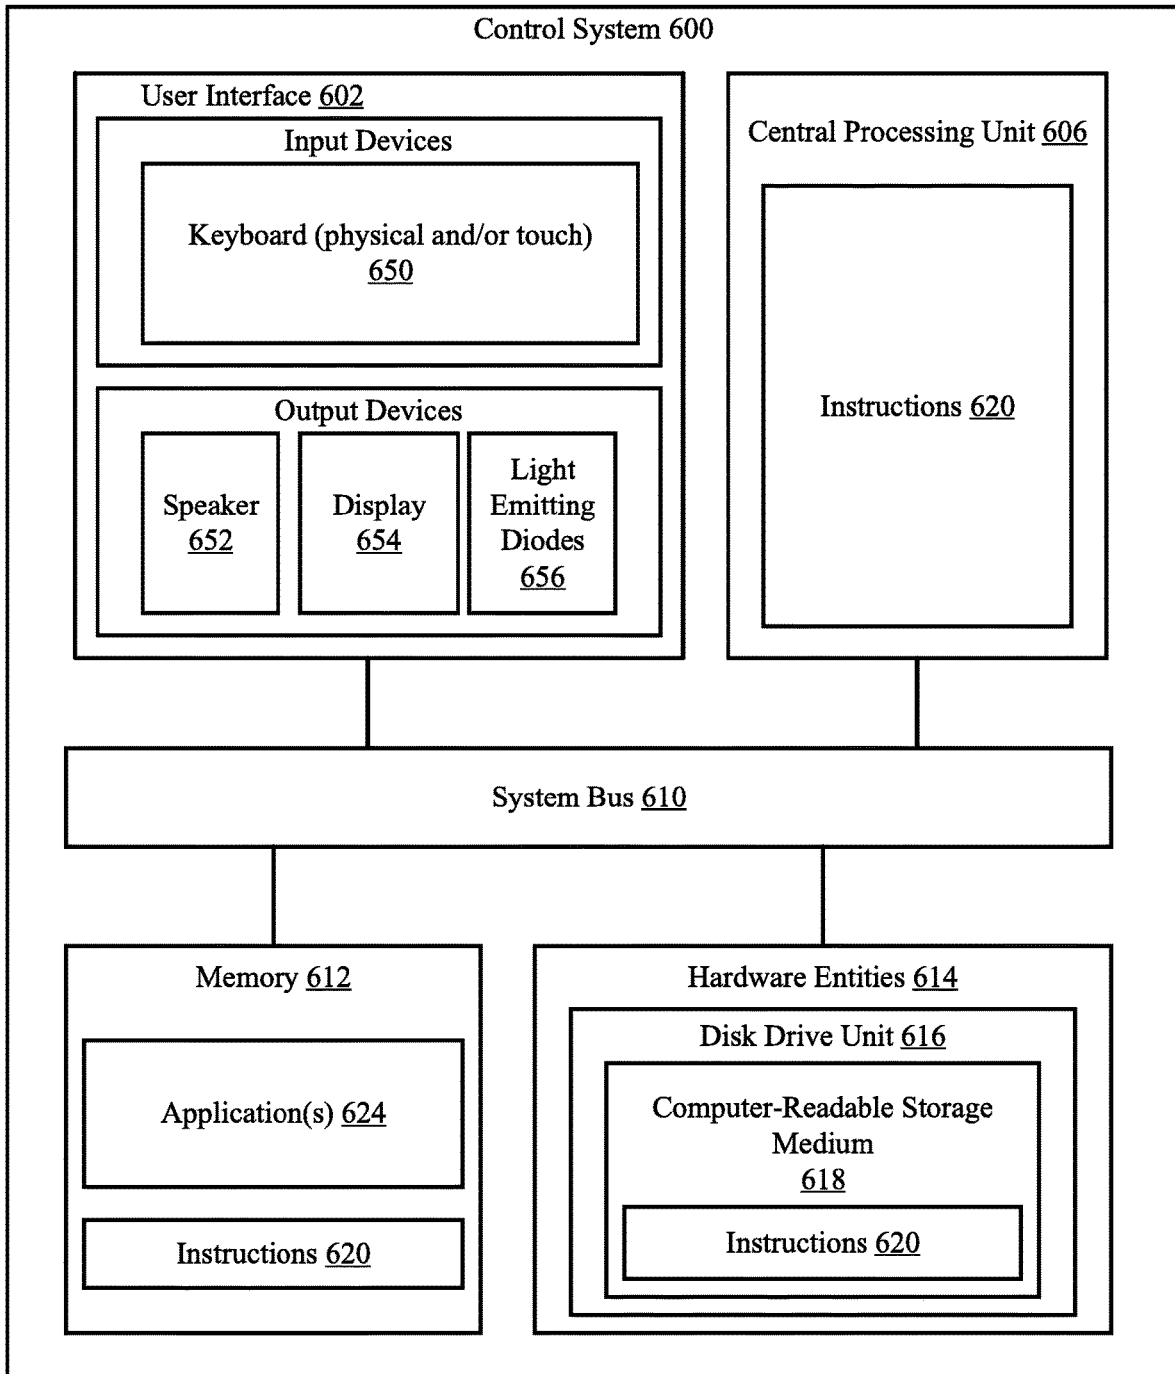 Control System 600
User Interface 602
Input Devices
Keyboard (physical and/or touch)
650
Output Devices
Speaker
652
Display
654
Light
Emitting
Diodes
656
Central Processing Unit 606
Instructions 620
System Bus 610
Memory 612
Application(s) 624
Instructions 620
Hardware Entities 614
Disk Drive Unit 616
Computer-Readable Storage
Medium
618
Instructions 620